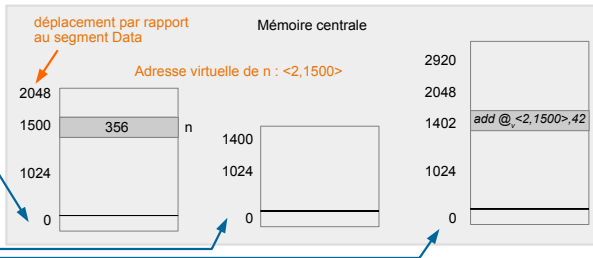 déplacement par rapport
au segment Data
Mémoire centrale
Adresse virtuelle de n : <2,1500>
2048
1500
356
n
1024
0
1400
1024
0
2920
2048
1402
add @v<2,1500>,42
1024
0